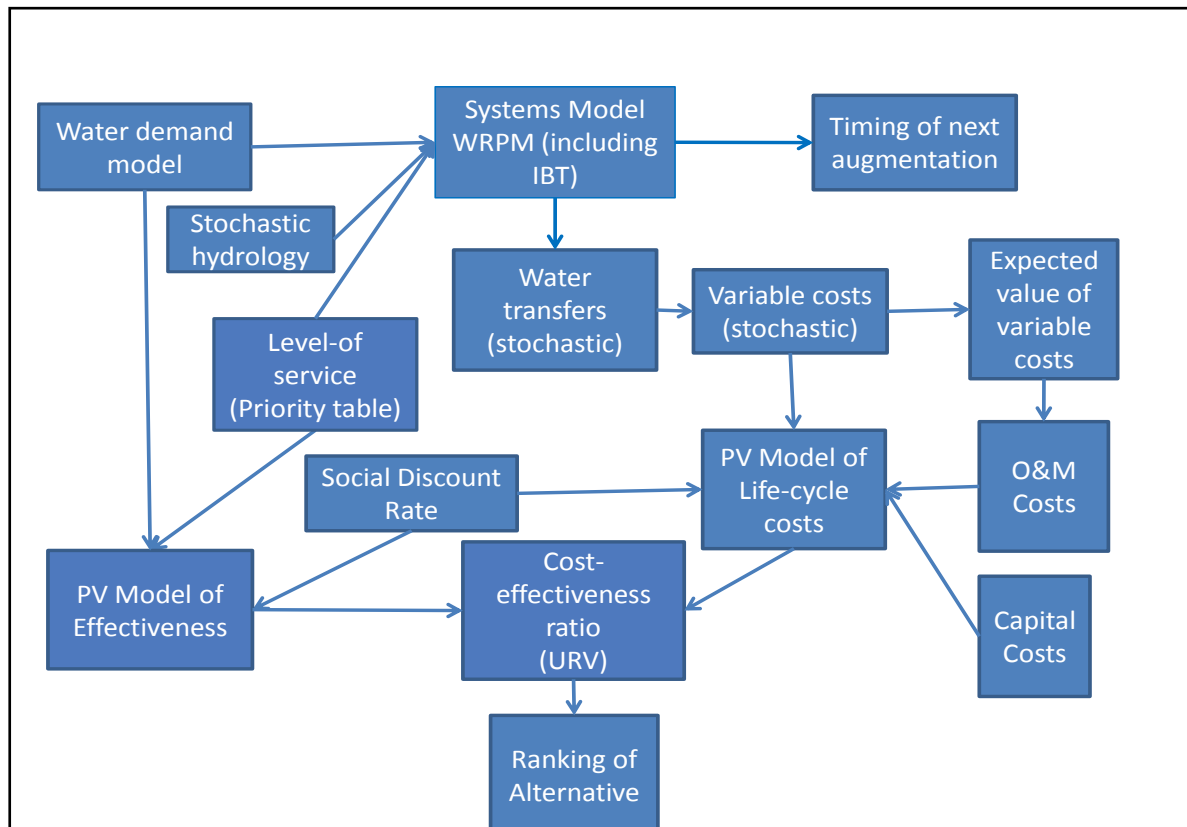 Water demand
model
Systems Model
WRPM (including
IBT)
Timing of next
augmentation
Stochastic
hydrology
Water
transfers
(stochastic)
Variable costs
(stochastic)
Expected
value of
variable
costs
Level-of
service
(Priority table)
Social Discount
Rate
PV Model of
Life-cycle
costs
O&M
Costs
PV Model of
Effectiveness
Cost-
effectiveness
ratio
(URV)
Capital
Costs
Ranking of
Alternative